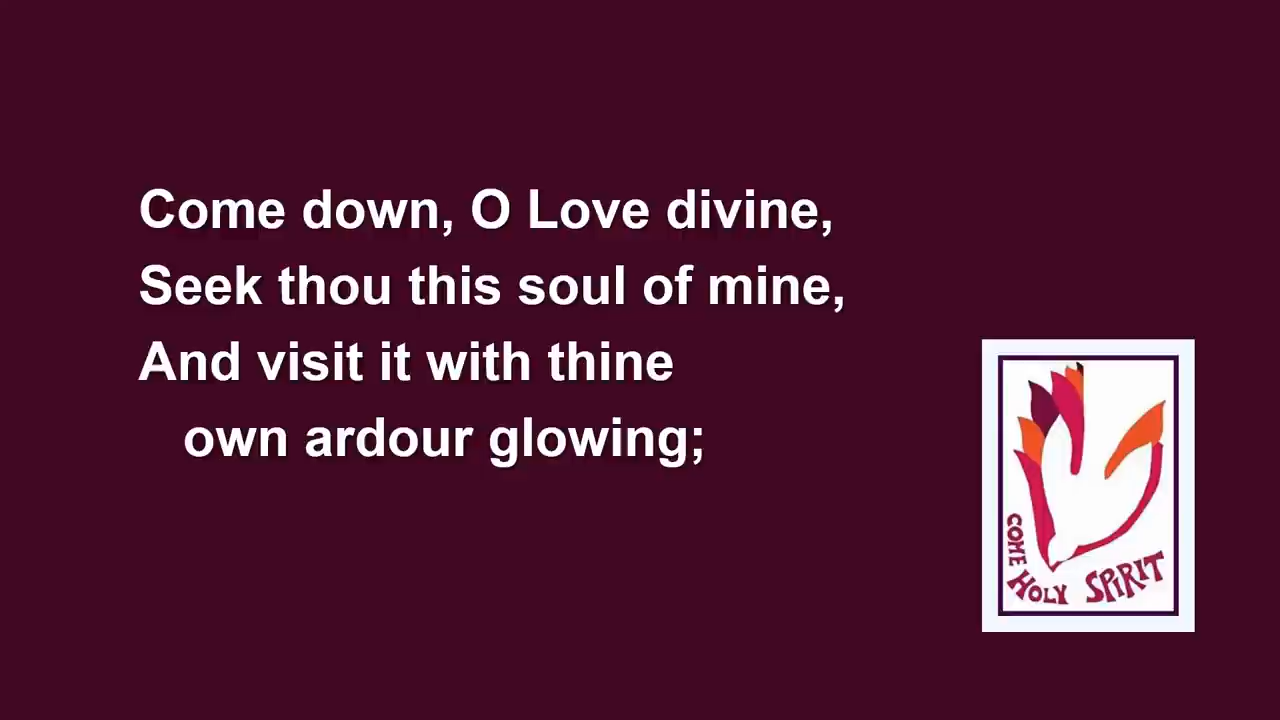 Come down, O Love divine,
Seek thou this soul of mine,
And visit it with thine
own ardour glowing;
COME HOLY SPIRIT